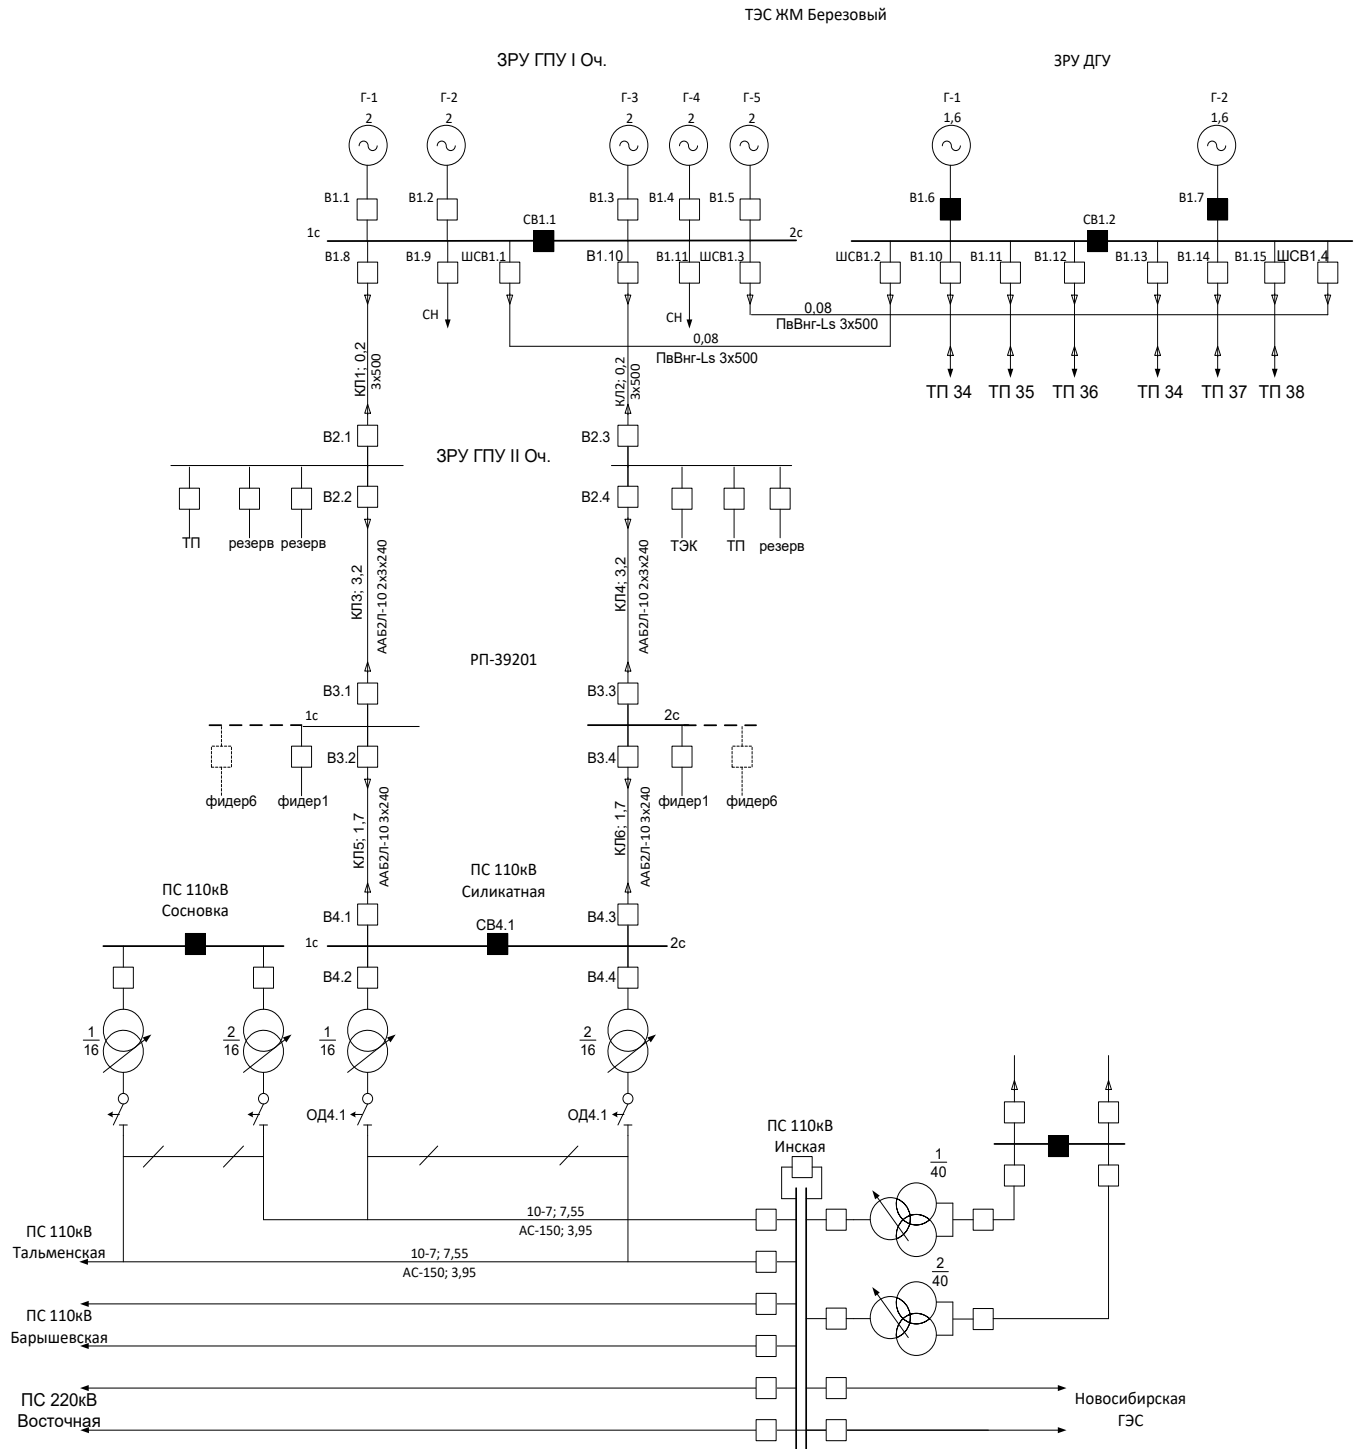 ТЭС ЖМ Березовый
ЗРУ ГПУ I Оч.
ЗРУ ДГУ
Г-1
2
Г-2
2
Г-3
2
Г-4
2
Г-5
2
Г-1
1,6
Г-2
1,6
В1.1
В1.2
В1.3
В1.4
В1.5
В1.6
В1.7
1с
СВ1.1
2с
СВ1.2
В1.8
В1.9
ШСВ1.1
В1.10
В1.11
ШСВ1.3
ШСВ1.2
В1.10
В1.11
В1.12
В1.13
В1.14
В1.15
ШСВ1.4
СН
СН
0,08
ПвВнг-Ls 3х500
0,08
ПвВнг-Ls 3х500
КЛ1; 0,2
3х500
КЛ2; 0,2
3х500
ТП 34
ТП 35
ТП 36
ТП 34
ТП 37
ТП 38
В2.1
В2.3
ЗРУ ГПУ II Оч.
В2.2
В2.4
ТП
резерв
резерв
ТЭК
ТП
резерв
КЛ3; 3,2
ААБ2Л-10 2х3х240
КЛ4; 3,2
ААБ2Л-10 2х3х240
РП-39201
В3.1
В3.3
1с
2с
В3.2
В3.4
фидер6
фидер1
фидер1
фидер6
КЛ5; 1,7
ААБ2Л-10 3х240
КЛ6; 1,7
ААБ2Л-10 3х240
ПС 110кВ
Сосновка
ПС 110кВ
Силикатная
В4.1
СВ4.1
В4.3
1с
2с
В4.2
В4.4
1
16
2
16
1
16
2
16
ОД4.1
ОД4.1
ПС 110кВ
Инская
1
40
10-7; 7,55
АС-150; 3,95
ПС 110кВ
Тальменская
10-7; 7,55
АС-150; 3,95
2
40
ПС 110кВ
Барышевская
ПС 220кВ
Восточная
Новосибирская
ГЭС